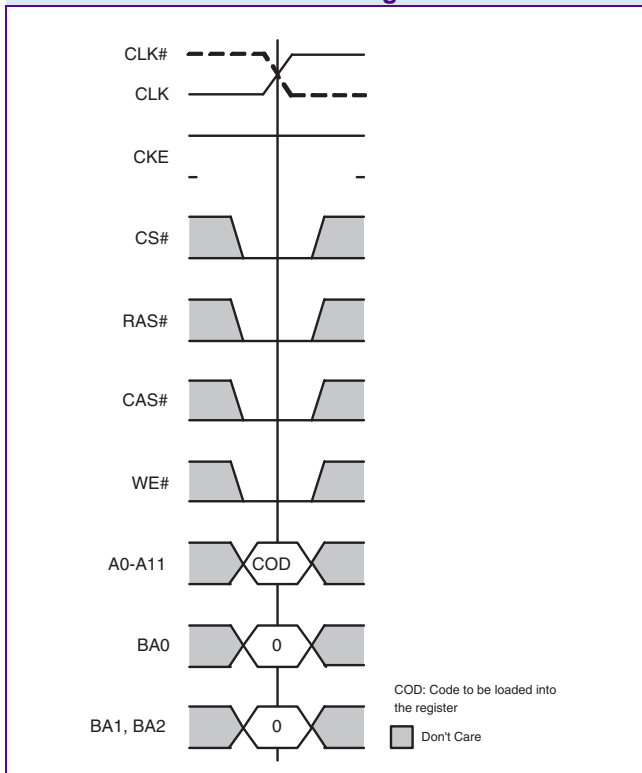 CLK#
CLK
CKE
CS#
RAS#
CAS#
WE#
A0-A11
COD
BA0
0
BA1, BA2
0
COD: Code to be loaded into
the register
Don't Care